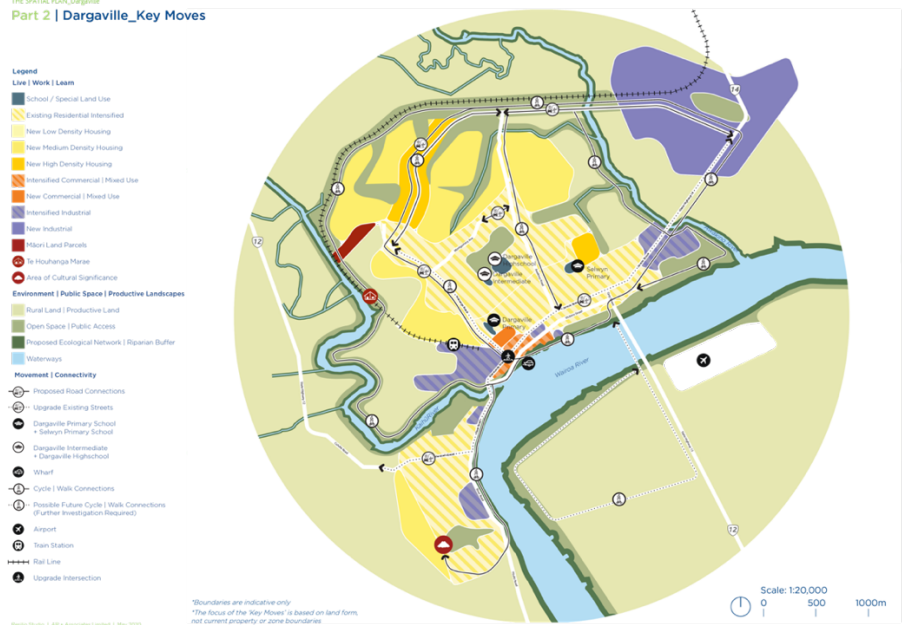 THE SPATIAL PLAN_Dargaville
Part 2 | Dargaville_Key Moves
Legend
Live | Work | Learn
School / Special Land Use
Existing Residential Intensified
New Low Density Housing
New Medium Density Housing
New High Density Housing
Intensified Commercial | Mixed Use
New Commercial | Mixed Use
Intensified Industrial
New Industrial
Māori Land Parcels
Te Houhanga Marae
Area of Cultural Significance
Environment | Public Space | Productive Landscapes
Rural Land | Productive Land
Open Space | Public Access
Proposed Ecological Network | Riparian Buffer
Waterways
Movement | Connectivity
Proposed Road Connections
Upgrade Existing Streets
Dargaville Primary School
+ Selwyn Primary School
Dargaville Intermediate
+ Dargaville Highschool
Wharf
Cycle | Walk Connections
Possible Future Cycle | Walk Connections
(Further Investigation Required)
Airport
Train Station
Rail Line
Upgrade Intersection
14
12
Dargaville
Highschool
Dargaville
Intermediate
Selwyn
Primary
Dargaville
Primary
Wairoa River
12
*Boundaries are indicative only
*The focus of the 'Key Moves' is based on land form,
not current property or zone boundaries
Scale: 1:20,000
0 500 1000m